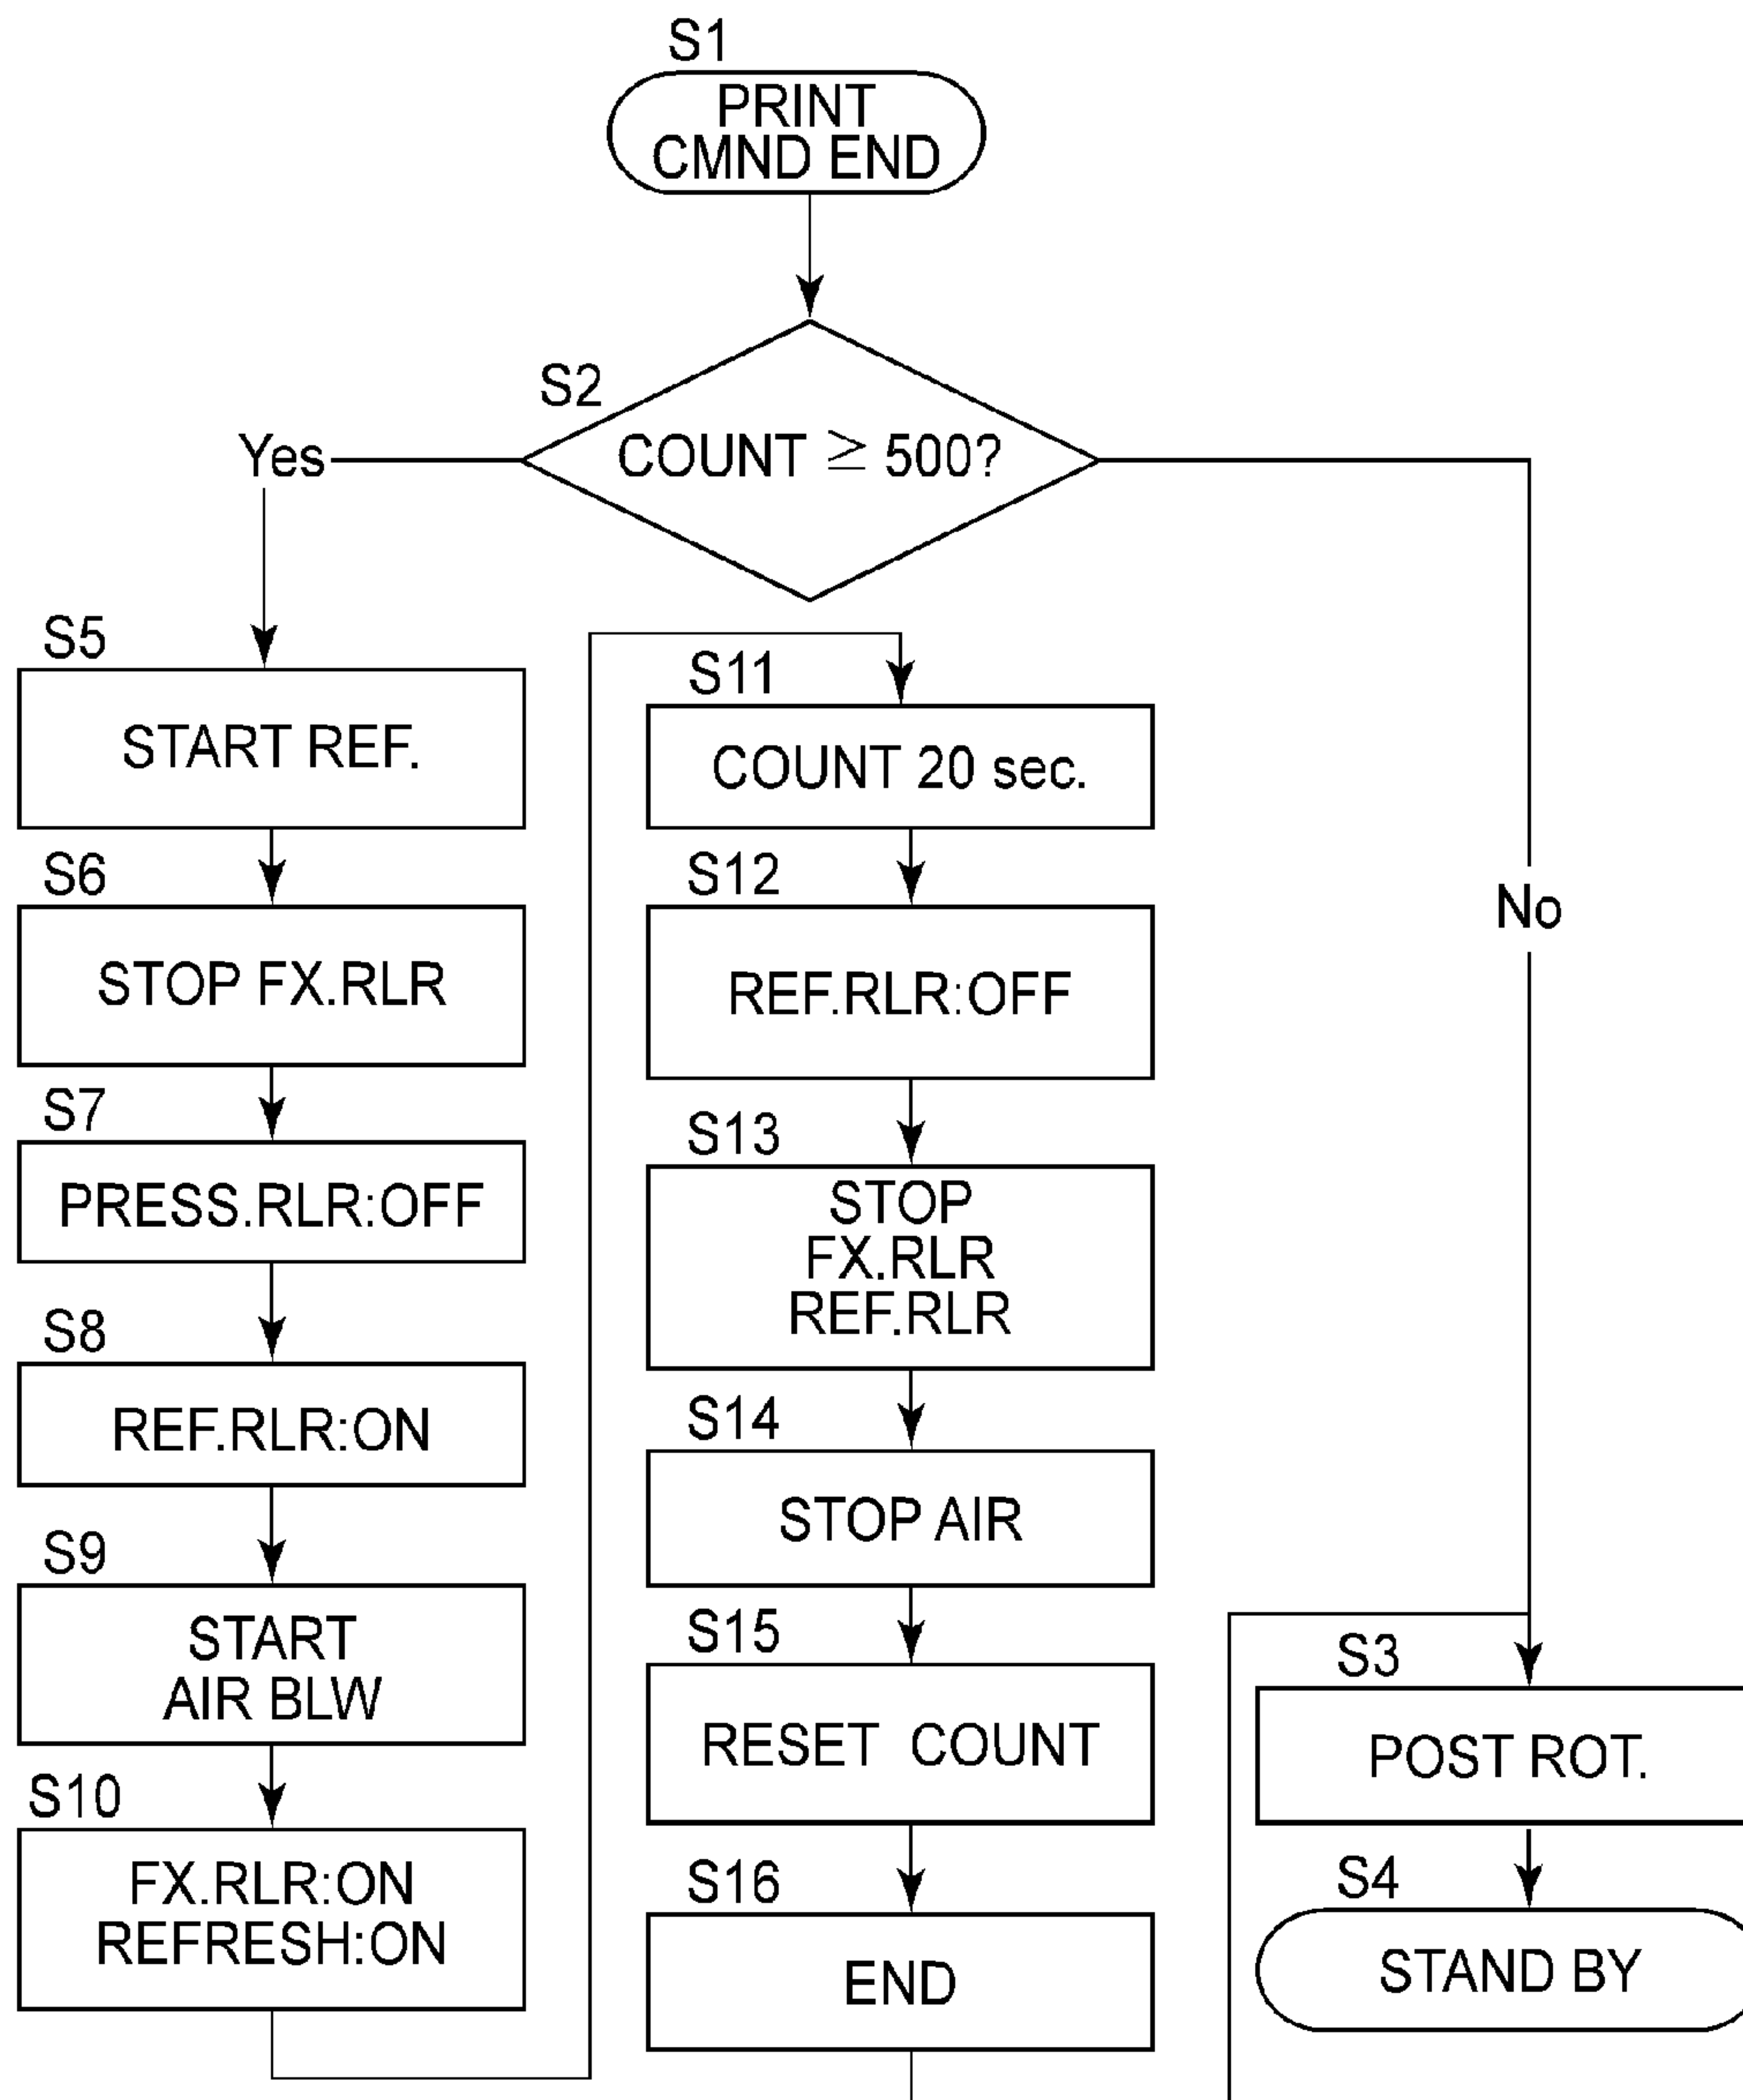 S1
PRINT
CMND END
S2
COUNT ≧ 500?
Yes
No
S5
START REF.
S6
STOP FX.RLR
S7
PRESS.RLR:OFF
S8
REF.RLR:ON
S9
START
AIR BLW
S10
FX.RLR:ON
REFRESH:ON
S11
COUNT 20 sec.
S12
REF.RLR:OFF
S13
STOP
FX.RLR
REF.RLR
S14
STOP AIR
S15
RESET COUNT
S16
END
S3
POST ROT.
S4
STAND BY